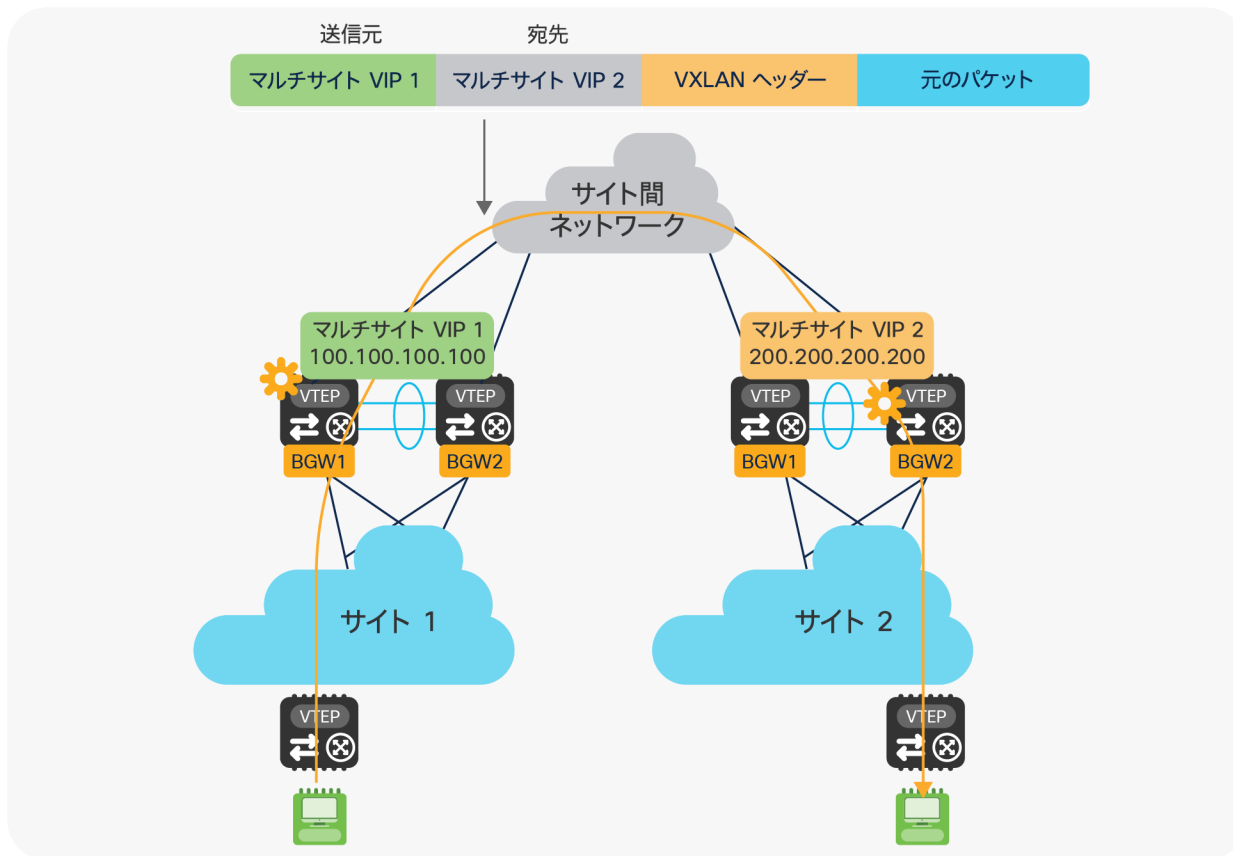 送信元
宛先
マルチサイト VIP 1
マルチサイト VIP 2
VXLAN ヘッダー
元のパケット
サイト間
ネットワーク
マルチサイト VIP 1
100.100.100.100
マルチサイト VIP 2
200.200.200.200
VTEP
VTEP
VTEP
VTEP
BGW1
BGW2
BGW1
BGW2
サイト 1
サイト 2
VTEP
VTEP